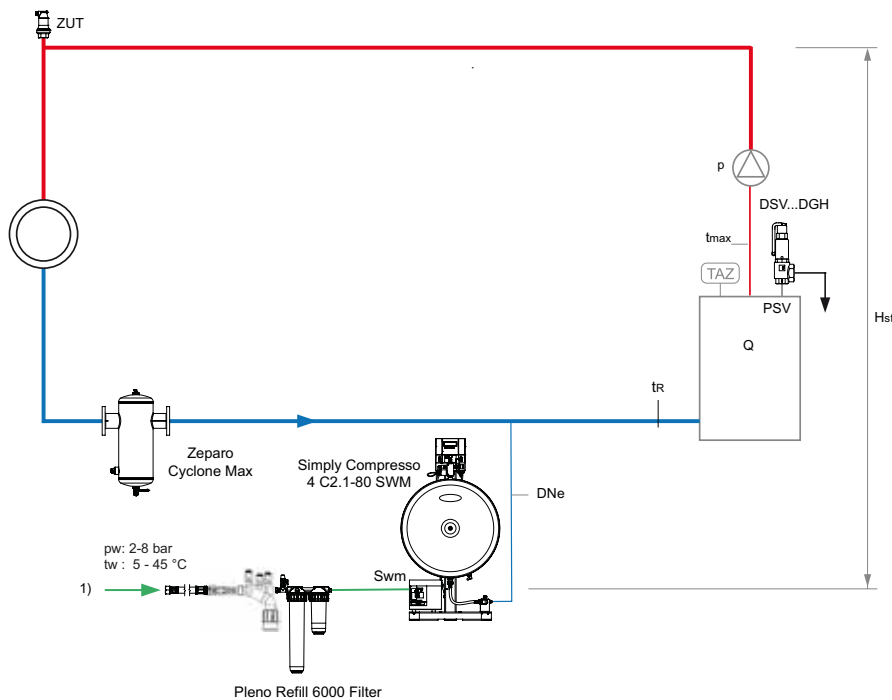 ZUT
p
DSV...DGH
tmax
TAZ
PSV
Hst
Q
tR
Zeparo
Cyclone Max
Simply Compresso
4 C2.1-80 SWM
DNe
pw: 2-8 bar
tw : 5 - 45 °C
Swm
1)
Pleno Refill 6000 Filter